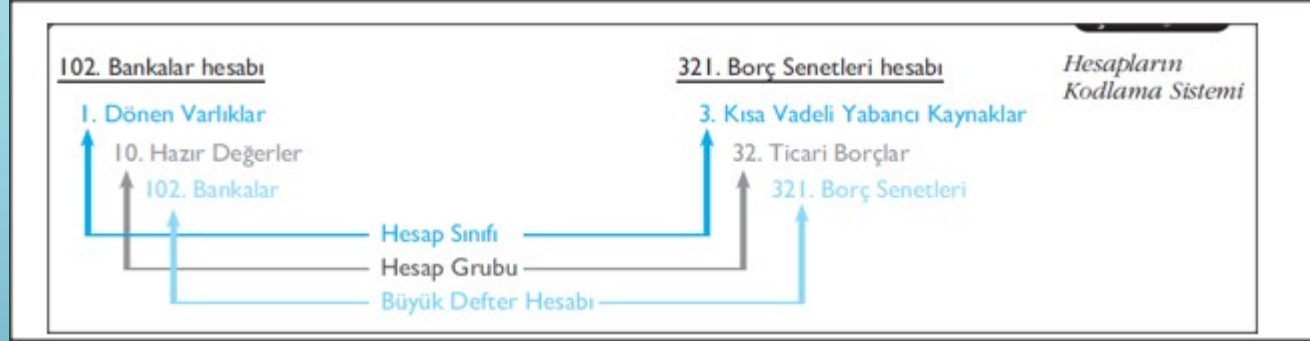 102. Bankalar hesabı
1. Dönen Varlıklar
10. Hazır Değerler
102. Bankalar
321. Borç Senetleri hesabı
3. Kısa Vadeli Yabancı Kaynaklar
32. Ticari Borçlar
321. Borç Senetleri
Hesap Sınıfı
Hesap Grubu
Büyük Defter Hesabı
Hesapların
Kodlama Sistemi